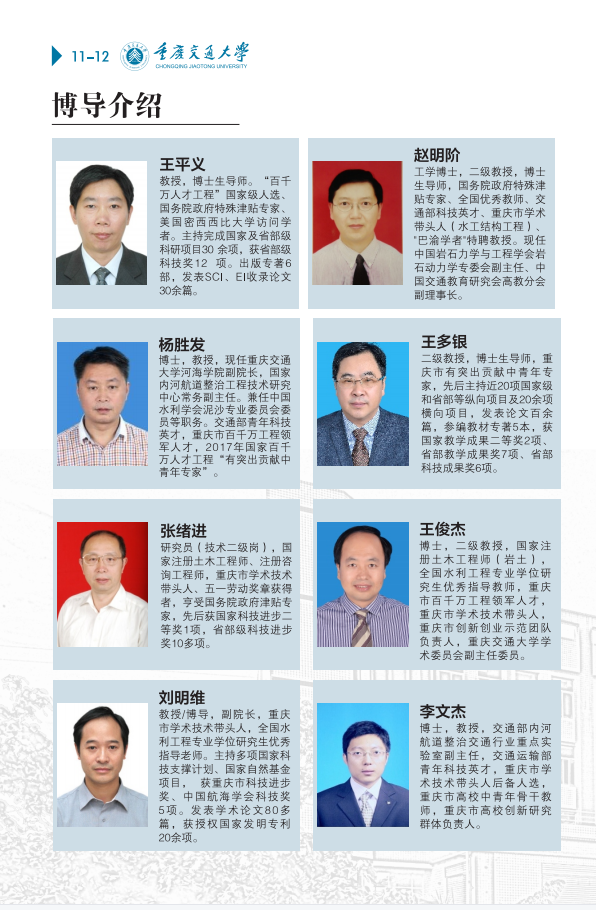 11-12
重庆交通大学
CHONGQING JIAOTONG UNIVERSITY
博导介绍
王平义
教授，博士生导师。“百千
万人才工程”国家级人选、
国务院政府特殊津贴专家、
美国密西西比大学访问学
者。主持完成国家及省部级
科研项目30 余项，获省部级
科技奖12 项。出版专著6
部，发表SCI、EI收录论文
30余篇。
赵明阶
工学博士，二级教授，博士
生导师，国务院政府特殊津
贴专家、全国优秀教师、交
通部科技英才、重庆市学术
带头人（水工结构工程）、
"巴渝学者"特聘教授。现任
中国岩石力学与工程学会岩
石动力学专委会副主任、中
国交通教育研究会高教分会
副理事长。
杨胜发
博士，教授，现任重庆交通
大学河海学院副院长，国家
内河航道整治工程技术研究
中心常务副主任。兼任中国
水利学会泥沙专业委员会委
员等职务。交通部青年科技
英才，重庆市百千万工程领
军人才，2017年国家百千
万人才工程“有突出贡献中
青年专家”。
王多银
二级教授，博士生导师，重
庆市有突出贡献中青年专
家，先后主持近20项国家级
和省部等纵向项目及20余项
横向项目，发表论文百余
篇，参编教材专著5本，获
国家教学成果二等奖2项、
省部教学成果奖7项、省部
科技成果奖6项。
张绪进
研究员（技术二级岗），国
家注册土木工程师、注册咨
询工程师，重庆市学术技术
带头人、五一劳动奖章获得
者，享受国务院政府津贴专
家，先后获国家科技进步二
等奖1项，省部级科技进步
奖10多项。
王俊杰
博士，二级教授，国家注
册土木工程师（岩土），
全国水利工程专业学位研
究生优秀指导教师，重庆
市百千万工程领军人才，
重庆市学术技术带头人，
重庆市创新创业示范团队
负责人，重庆交通大学学
术委员会副主任委员。
刘明维
教授/博导，副院长，重庆
市学术技术带头人，全国水
利工程专业学位研究生优秀
指导老师。主持多项国家科
技支撑计划、国家自然基金
项目， 获重庆市科技进步
奖、中国航海学会科技奖
5项。发表学术论文80多
篇，获授权国家发明专利
20余项。
李文杰
博士，教授，交通部内河
航道整治交通行业重点实
验室副主任，交通运输部
青年科技英才，重庆市学
术技术带头人后备人选，
重庆市高校中青年骨干教
师，重庆市高校创新研究
群体负责人。